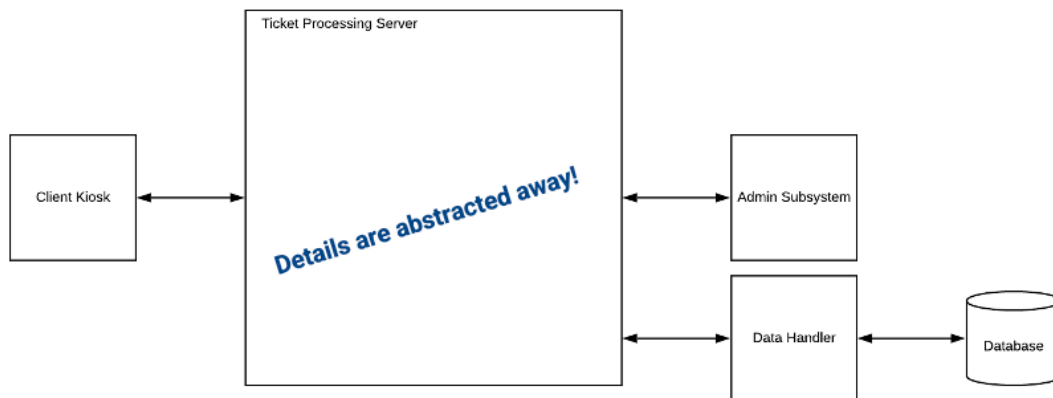 Ticket Processing Server
Client Kiosk
Details are abstracted away!
Admin Subsystem
Data Handler
Database